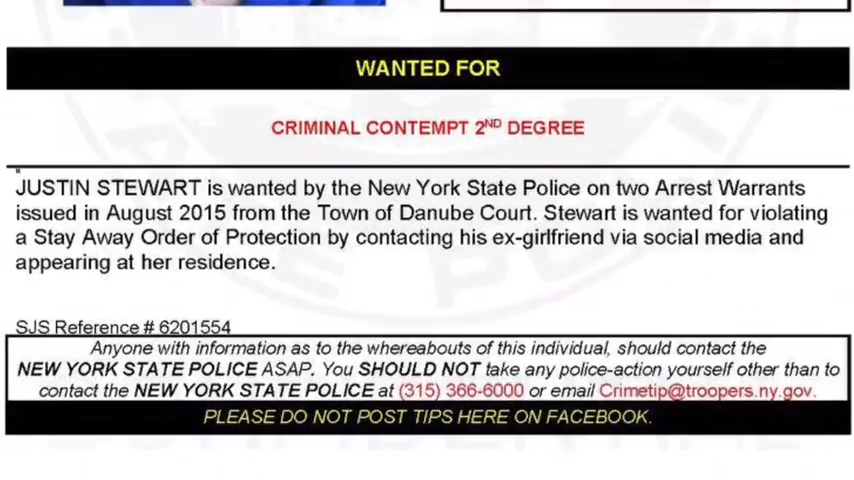 WANTED FOR
CRIMINAL CONTEMPT 2ND DEGREE
"JUSTIN STEWART is wanted by the New York State Police on two Arrest Warrants
issued in August 2015 from the Town of Danube Court. Stewart is wanted for violating
a Stay Away Order of Protection by contacting his ex-girlfriend via social media and
appearing at her residence.
SJS Reference # 6201554
Anyone with information as to the whereabouts of this individual, should contact the
NEW YORK STATE POLICE ASAP. You SHOULD NOT take any police-action yourself other than to
contact the NEW YORK STATE POLICE at (315) 366-6000 or email Crimetip@troopers.ny.gov.
PLEASE DO NOT POST TIPS HERE ON FACEBOOK.